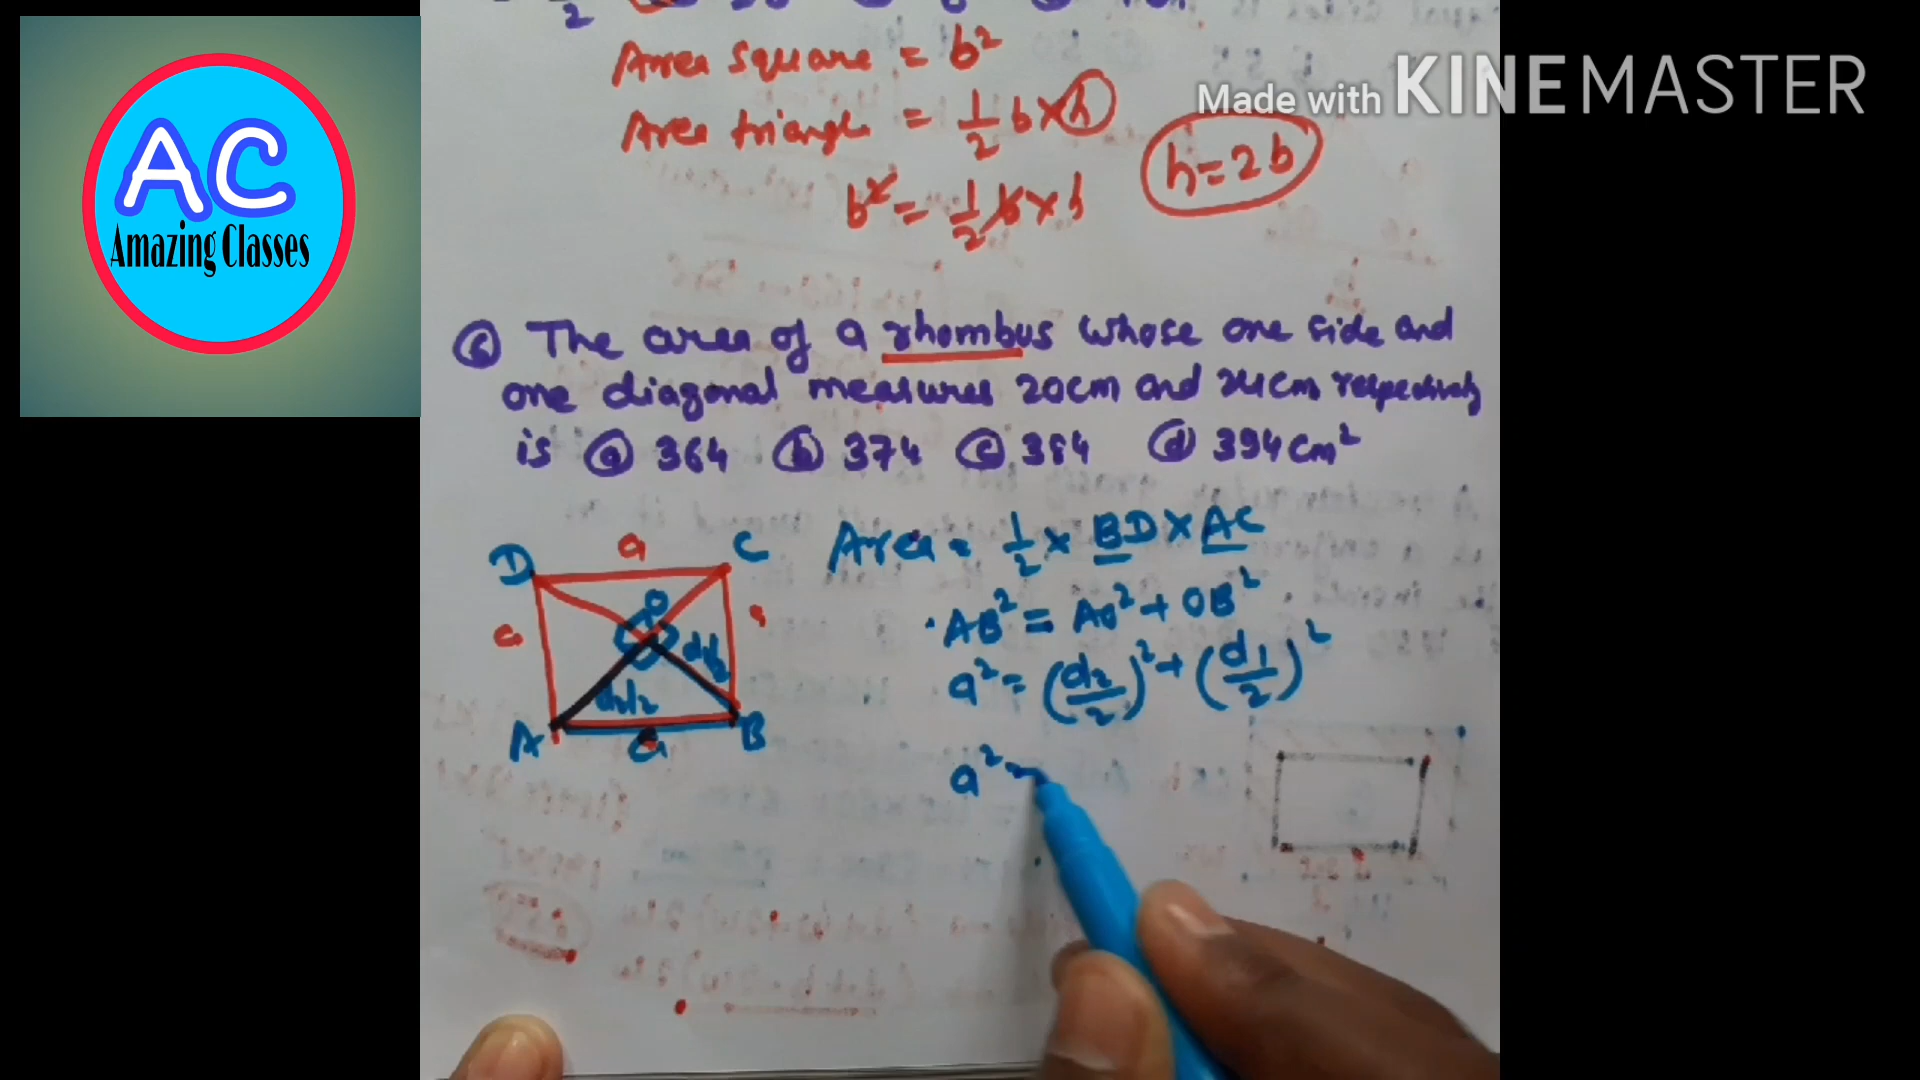 AC
Amazing Classes
Made with KINEMASTER
Area square = b²
Area triangle = 1/2 b × h
b² = 1/2 b × h
h = 2b
6 The area of a rhombus whose one side and
one diagonal measures 20cm and 24cm respectively
is a 364 b 374 c 384 d 394 cm²
D a C
a O
d1/2
d2/2
A a B
Area = 1/2 × BD × AC
AB² = AO² + OB²
a² = (d2/2)² + (d1/2)²
a² =